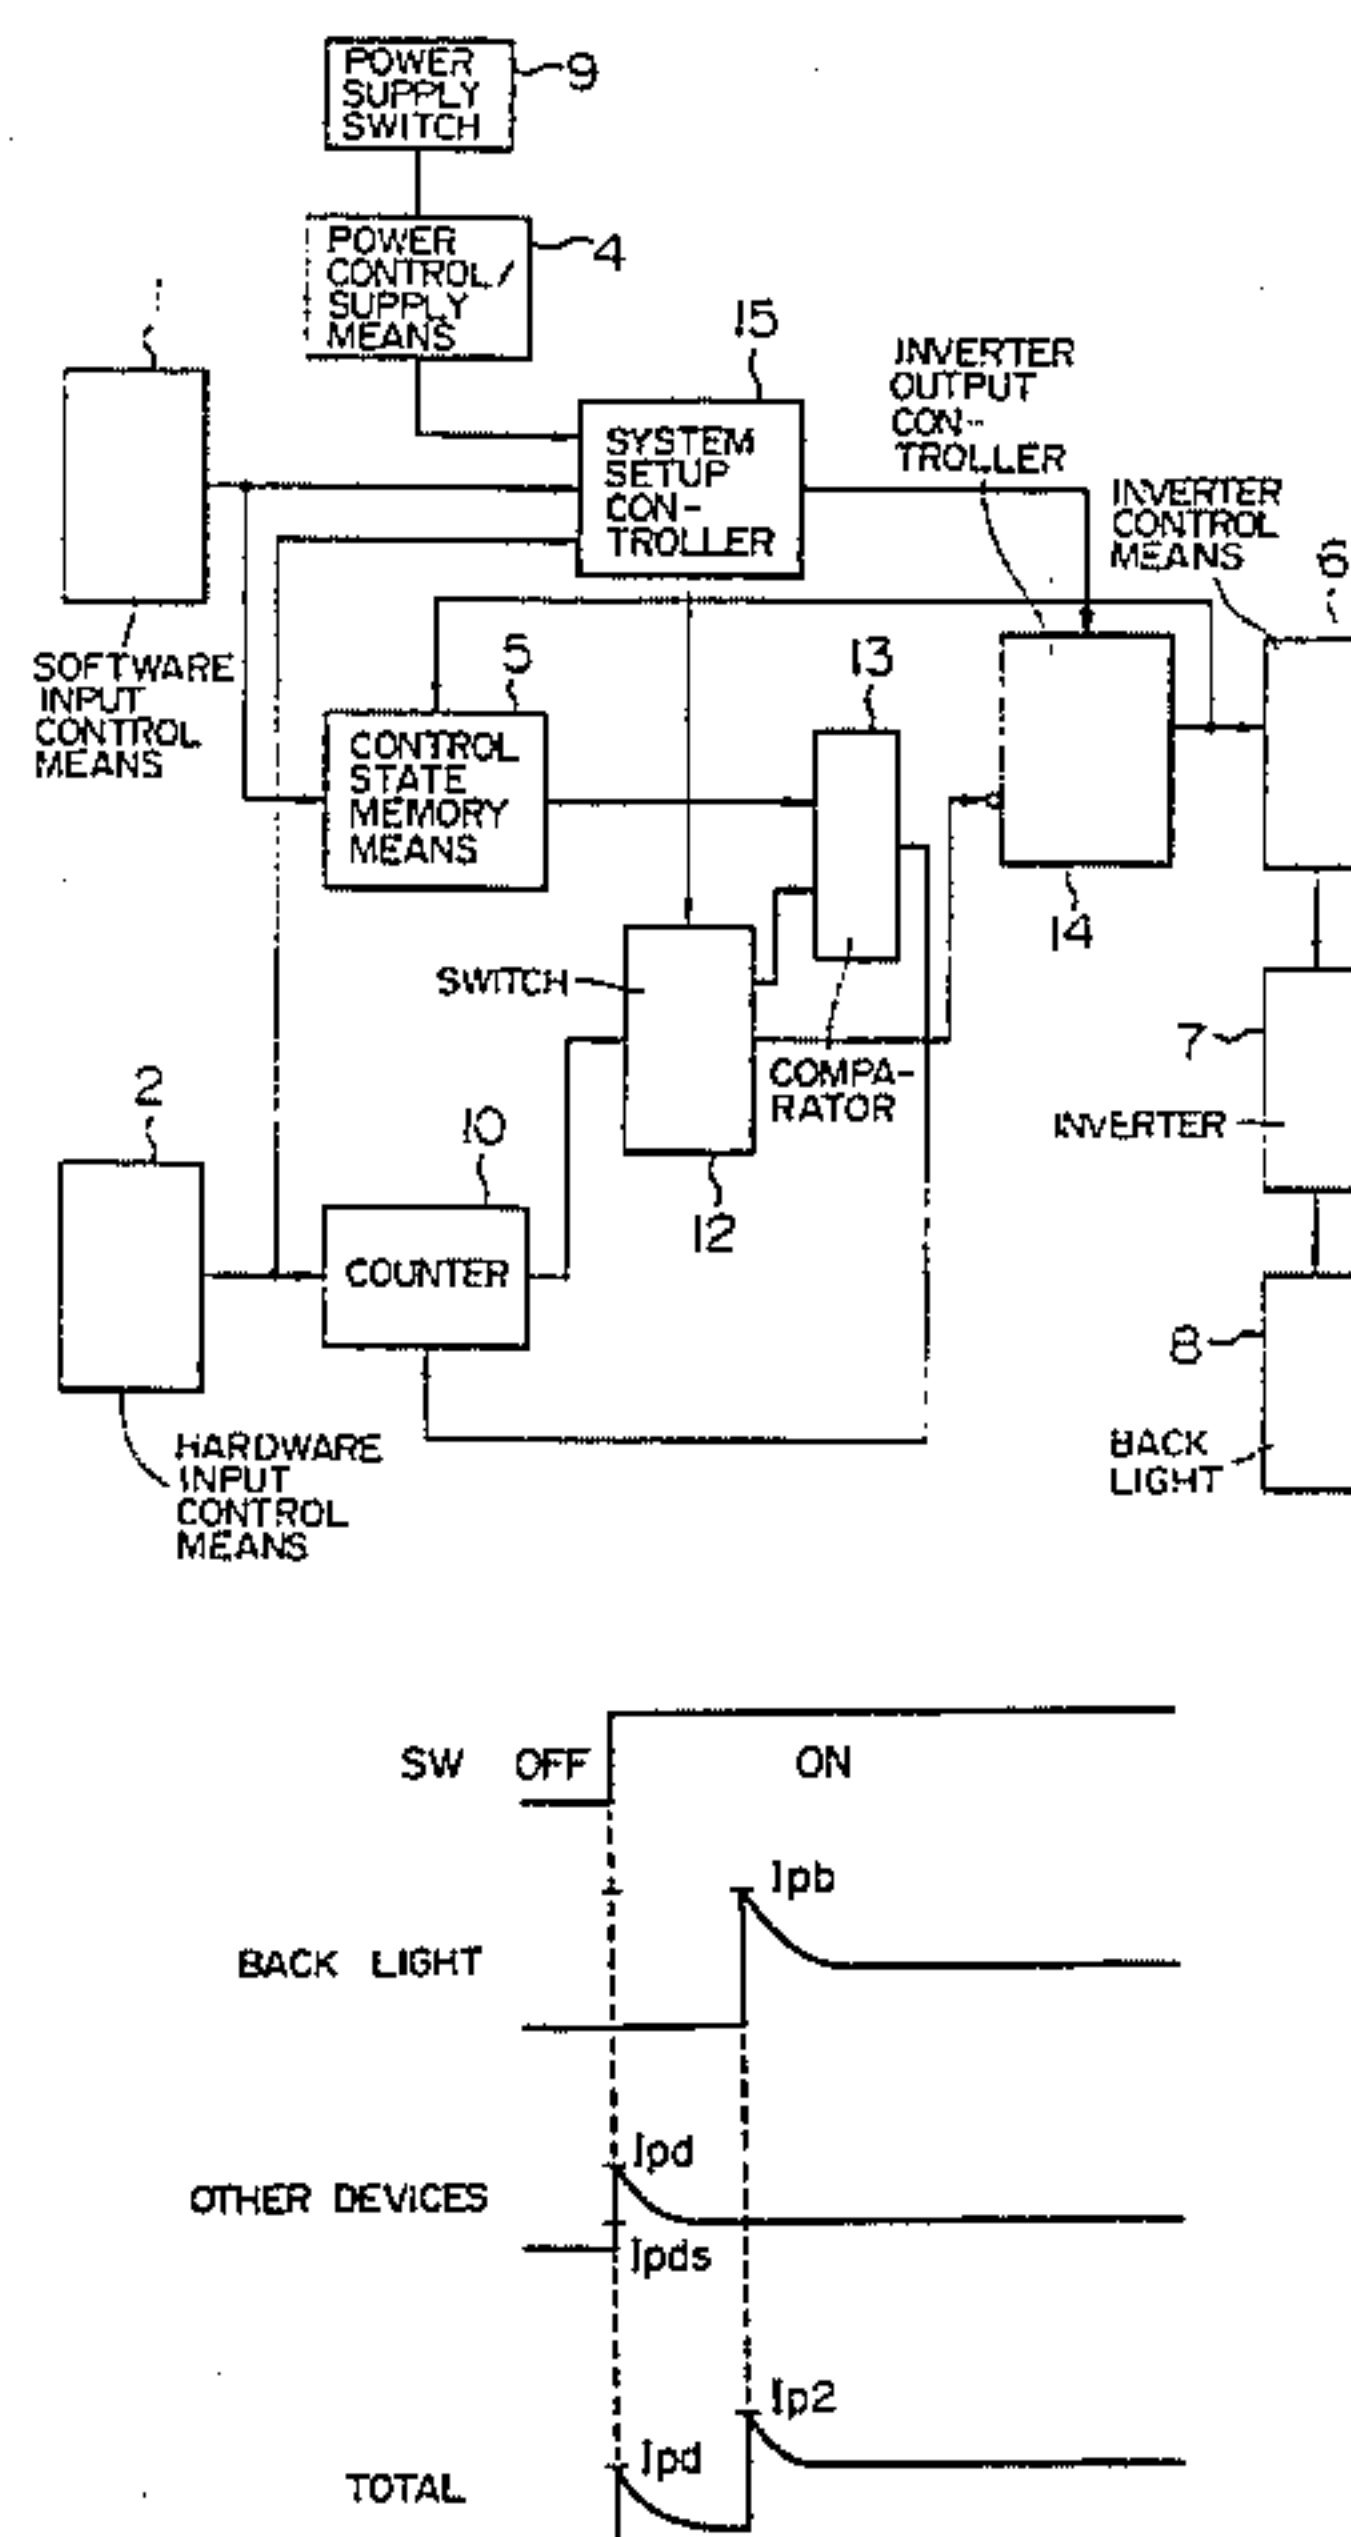 POWER
SUPPLY
SWITCH
9
POWER
CONTROL/
SUPPLY
MEANS
4
15
SYSTEM
SETUP
CON-
TROLLER
INVERTER
OUTPUT
CON-
TROLLER
INVERTER
CONTROL
MEANS
6
SOFTWARE
INPUT
CONTROL
MEANS
5
CONTROL
STATE
MEMORY
MEANS
13
14
SWITCH
COMPA-
RATOR
12
7
INVERTER
2
10
COUNTER
HARDWARE
INPUT
CONTROL
MEANS
8
BACK
LIGHT
SW OFF ON
Ipb
BACK LIGHT
Ipd
OTHER DEVICES
Ipds
Ip2
Ipd
TOTAL